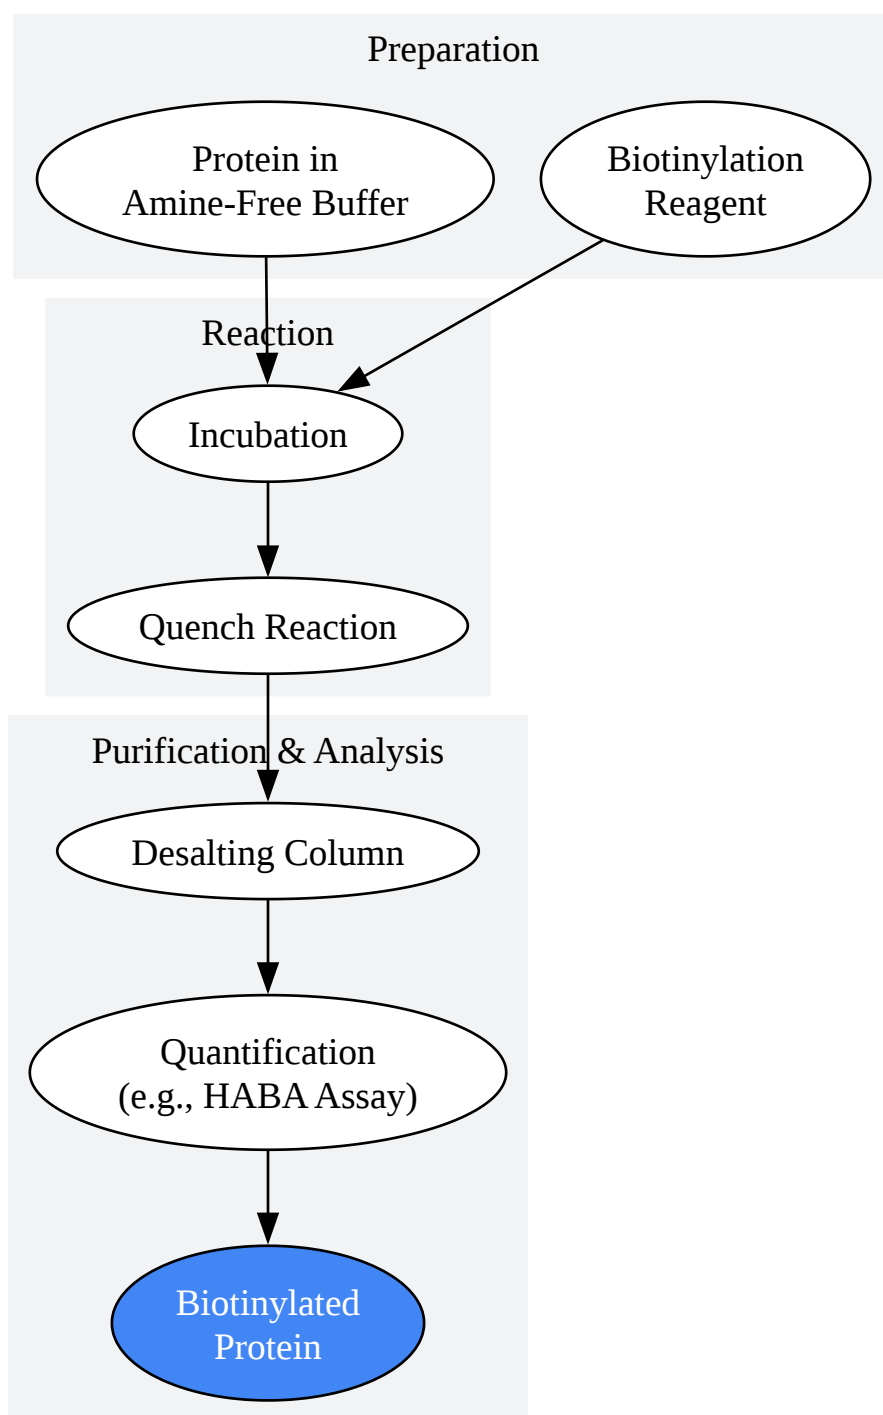 Preparation
Protein in
Amine-Free Buffer
Biotinylation
Reagent
Reaction
Incubation
Quench Reaction
Purification & Analysis
Desalting Column
Quantification
(e.g., HABA Assay)
Biotinylated
Protein